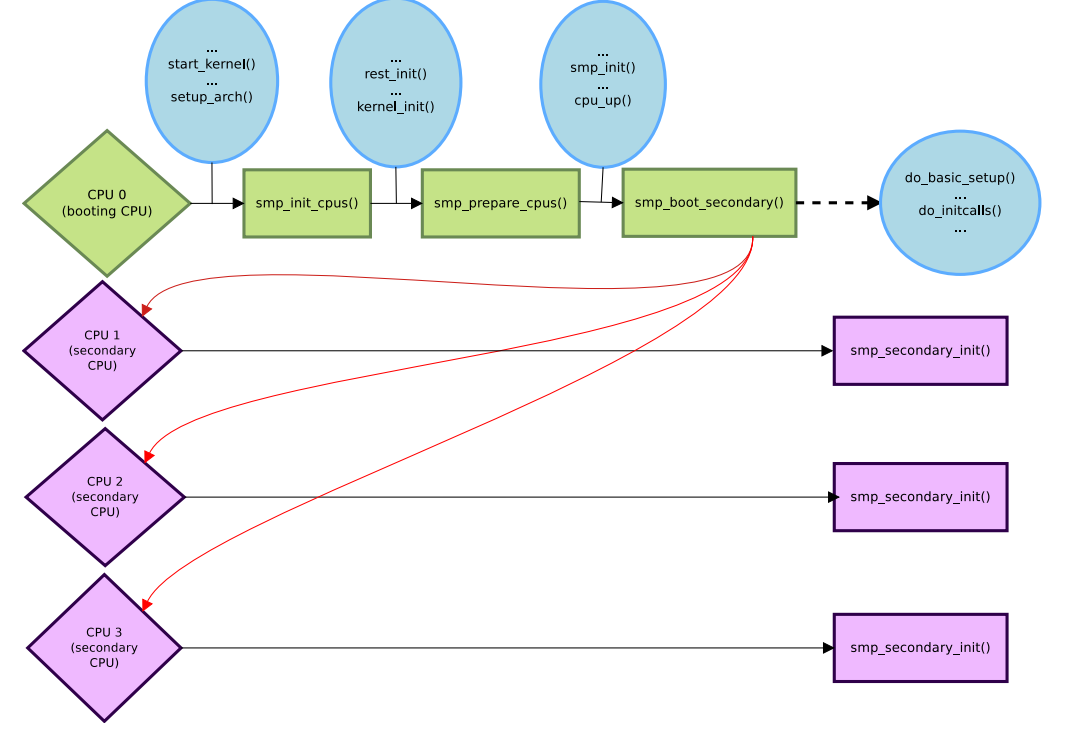 ...
start_kernel()
...
setup_arch()
...
rest_init()
...
kernel_init()
...
smp_init()
...
cpu_up()
CPU 0
(booting CPU)
smp_init_cpus()
smp_prepare_cpus()
smp_boot_secondary()
do_basic_setup()
...
do_initcalls()
...
CPU 1
(secondary
CPU)
smp_secondary_init()
CPU 2
(secondary
CPU)
smp_secondary_init()
CPU 3
(secondary
CPU)
smp_secondary_init()